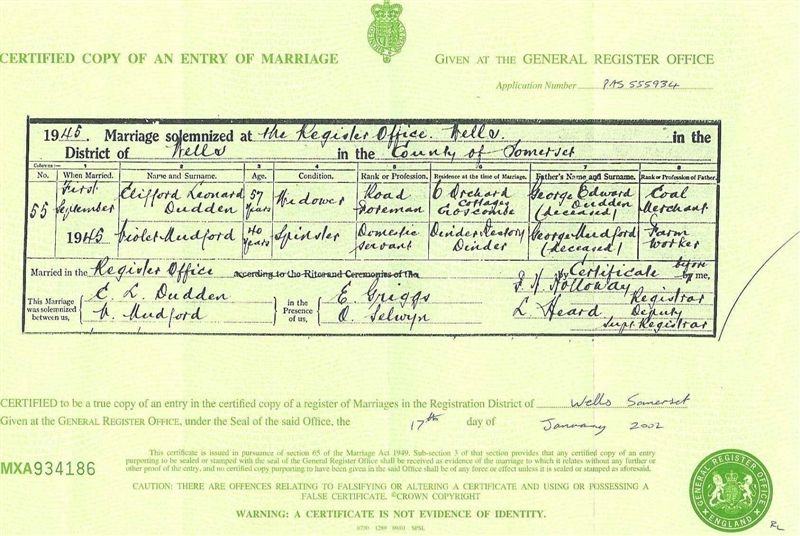 CERTIFIED COPY OF AN ENTRY OF MARRIAGE
GIVEN AT THE GENERAL REGISTER OFFICE
Application Number PAS 555934
1945. Marriage solemnized at the Register Office. Wells. in the
District of Wells in the County of Somerset
Columns:— 1 2 3 4 5 6 7 8
No. When Married. Name and Surname. Age. Condition. Rank or Profession. Residence at the time of Marriage. Father's Name and Surname. Rank or Profession of Father.
55 First September 1945 Clifford Leonard Dudden 57 years Widower Road Foreman 6 Orchard Cottages Croscombe George Edward Dudden (deceased) Coal Merchant
Violet Mudford 40 years Spinster Domestic servant Dinder Rectory Dinder George Mudford (deceased) Farm worker
Married in the Register Office according to the Rites and Ceremonies of the by Certificate before by me,
This Marriage was solemnized between us, C. L. Dudden V. Mudford in the Presence of us, E. Griggs O. Selwyn F. H. Holloway Registrar L. Heard Deputy Supt Registrar
CERTIFIED to be a true copy of an entry in the certified copy of a register of Marriages in the Registration District of Wells Somerset
Given at the GENERAL REGISTER OFFICE, under the Seal of the said Office, the 17th day of January 2002
MXA934186
This certificate is issued in pursuance of section 65 of the Marriage Act 1949. Sub-section 3 of that section provides that any certified copy of an entry
purporting to be sealed or stamped with the seal of the General Register Office shall be received as evidence of the marriage to which it relates without any further or
other proof of the entry, and no certified copy purporting to have been given in the said Office shall be of any force or effect unless it is sealed or stamped as aforesaid.
CAUTION: THERE ARE OFFENCES RELATING TO FALSIFYING OR ALTERING A CERTIFICATE AND USING OR POSSESSING A
FALSE CERTIFICATE. ©CROWN COPYRIGHT
WARNING: A CERTIFICATE IS NOT EVIDENCE OF IDENTITY.
GENERAL REGISTER OFFICE ENGLAND
RL